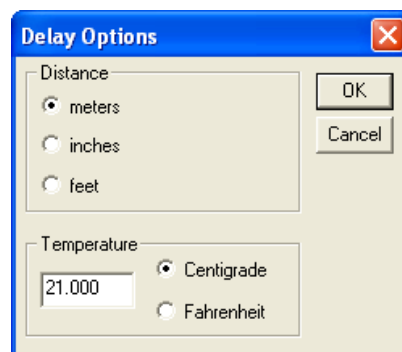 Delay Options
Distance
meters
inches
feet
OK
Cancel
Temperature
21.000
Centigrade
Fahrenheit